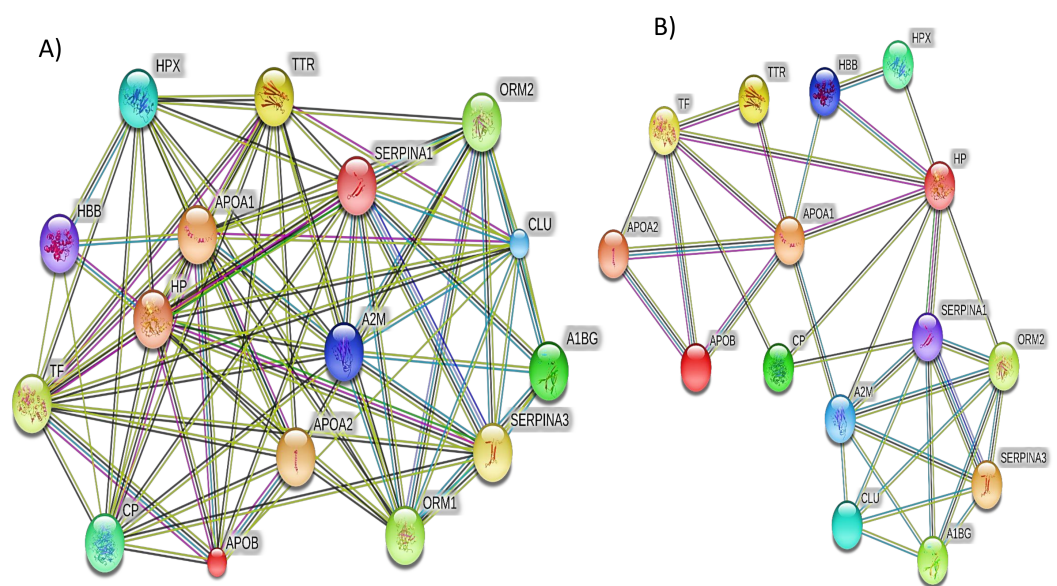 A)
HPX
TTR
ORM2
SERPINA1
APOA1
HBB
CLU
HP
A2M
A1BG
TF
APOA2
SERPINA3
CP
ORM1
APOB
B)
HPX
HBB
TTR
TF
HP
APOA2
APOA1
SERPINA1
APOB
CP
ORM2
A2M
SERPINA3
CLU
A1BG